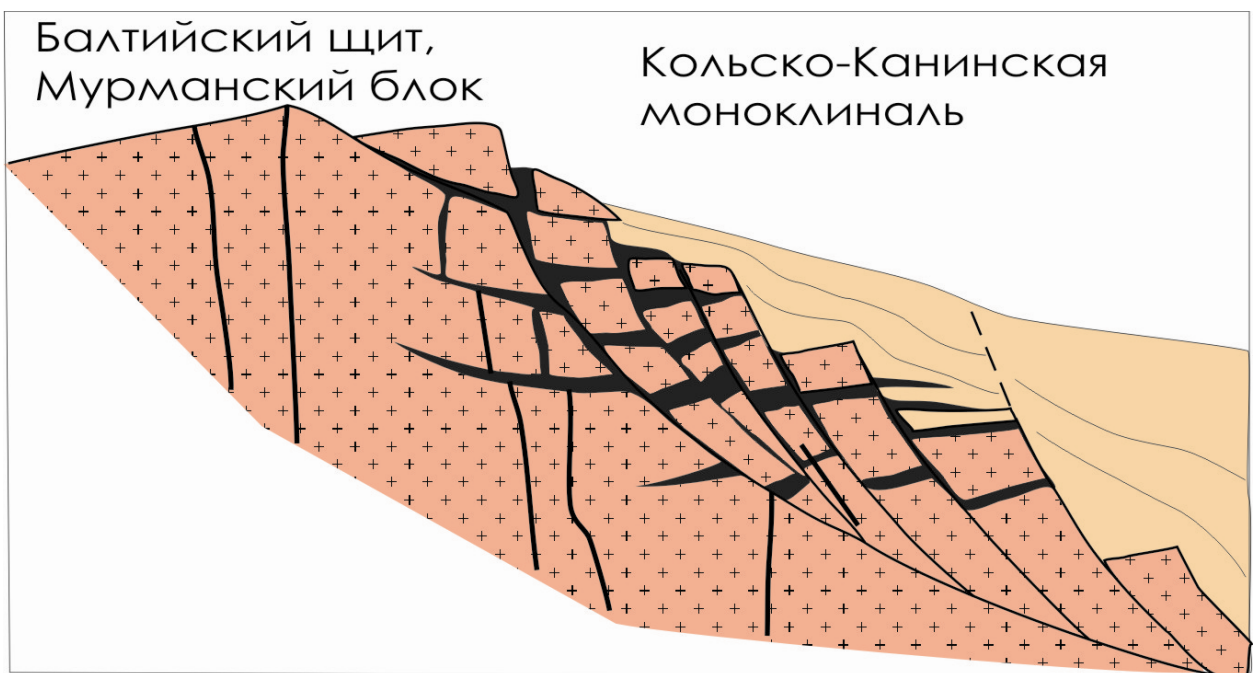 Балтийский щит,
Мурманский блок
Кольско-Канинская
моноклиналь